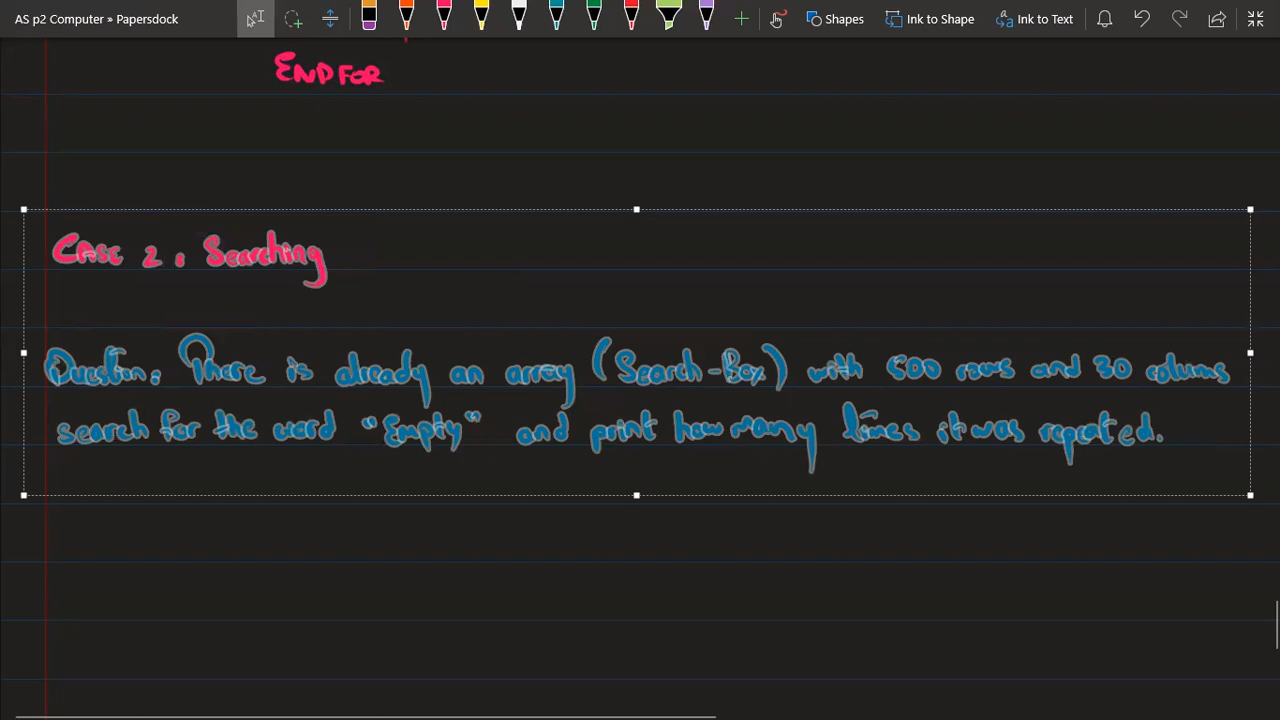 AS p2 Computer » Papersdock
Shapes
Ink to Shape
Ink to Text
END FOR
Case 2 : Searching
Question: There is already an array (Search-Box) with 500 rows and 30 colums
search for the word "Empty" and print how many times it was repeated.